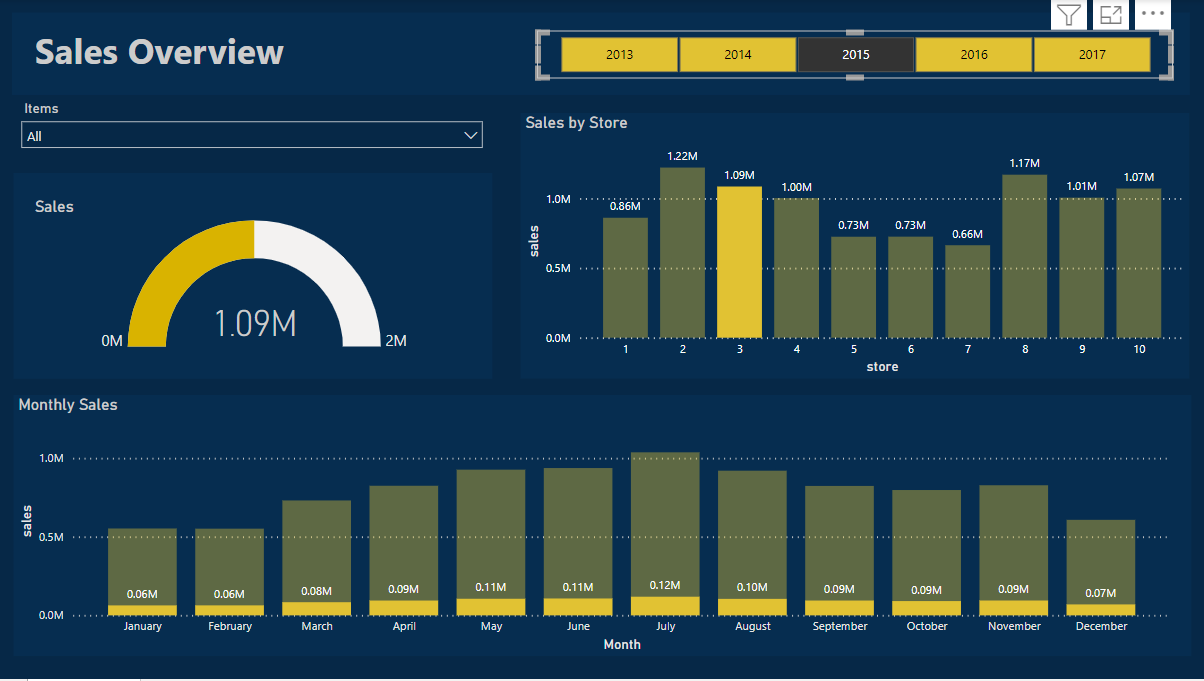 Sales Overview
2013 2014 2015 2016 2017
Items
All
Sales
1.09M
0M 2M
Sales by Store
sales
1.0M
0.5M
0.0M
0.86M 1.22M 1.09M 1.00M 0.73M 0.73M 0.66M 1.17M 1.01M 1.07M
1 2 3 4 5 6 7 8 9 10
store
Monthly Sales
sales
1.0M
0.5M
0.0M
0.06M 0.06M 0.08M 0.09M 0.11M 0.11M 0.12M 0.10M 0.09M 0.09M 0.09M 0.07M
January February March April May June July August September October November December
Month